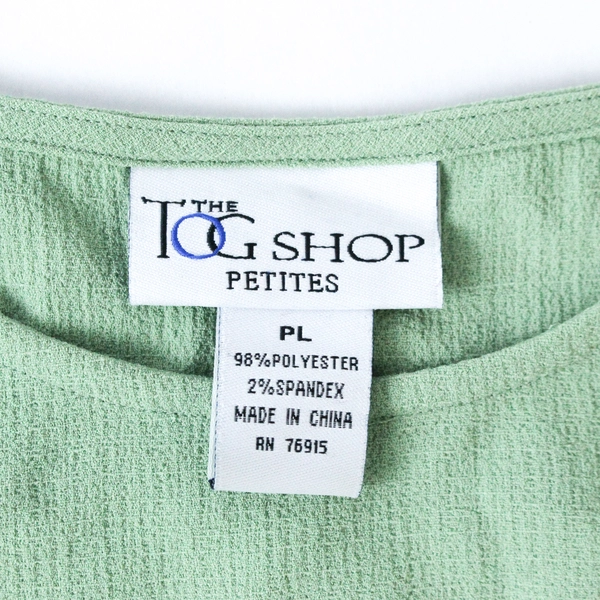 THE
TOG SHOP
PETITES
PL
98%POLYESTER
2%SPANDEX
MADE IN CHINA
RN 76915